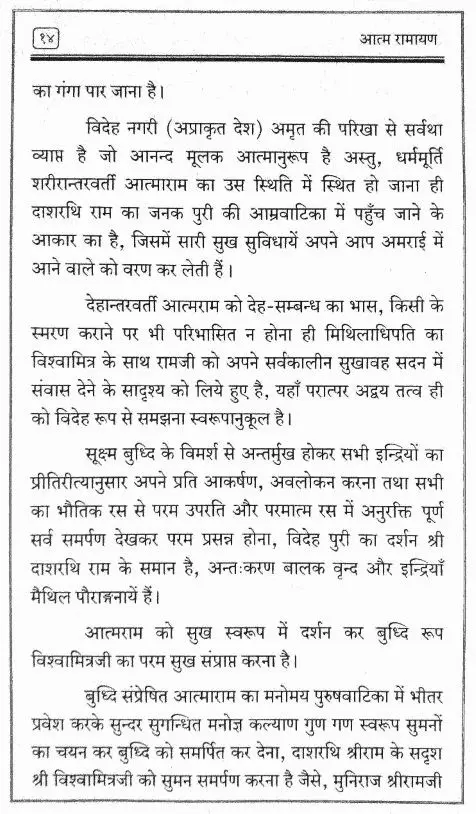 १४ आत्म रामायण
का गंगा पार जाना है।
विदेह नगरी (अप्राकृत देश) अमृत की परिखा से सर्वथा
व्याप्त है जो आनन्द मूलक आत्मानुरूप है अस्तु, धर्ममूर्ति
शरीरान्तरवर्ती आत्माराम का उस स्थिति में स्थित हो जाना ही
दाशरथि राम का जनक पुरी की आम्रवाटिका में पहुँच जाने के
आकार का है, जिसमें सारी सुख सुविधायें अपने आप अमराई में
आने वाले को वरण कर लेती हैं।
देहान्तरवर्ती आत्मराम को देह-सम्बन्ध का भास, किसी के
स्मरण कराने पर भी परिभासित न होना ही मिथिलाधिपति का
विश्वामित्र के साथ रामजी को अपने सर्वकालीन सुखावह सदन में
संवास देने के सादृश्य को लिये हुए है, यहाँ परात्पर अद्वय तत्व ही
को विदेह रूप से समझना स्वरूपानुकूल है।
सूक्ष्म बुध्दि के विमर्श से अन्तर्मुख होकर सभी इन्द्रियों का
प्रीतिरीत्यानुसार अपने प्रति आकर्षण, अवलोकन करना तथा सभी
का भौतिक रस से परम उपरति और परमात्म रस में अनुरक्ति पूर्ण
सर्व समर्पण देखकर परम प्रसन्न होना, विदेह पुरी का दर्शन श्री
दाशरथि राम के समान है, अन्तःकरण बालक वृन्द और इन्द्रियाँ
मैथिल पौराङ्गनायें हैं।
आत्मराम को सुख स्वरूप में दर्शन कर बुध्दि रूप
विश्वामित्रजी का परम सुख संप्राप्त करना है।
बुध्दि संप्रेषित आत्माराम का मनोमय पुरुषवाटिका में भीतर
प्रवेश करके सुन्दर सुगन्धित मनोज्ञ कल्याण गुण गण स्वरूप सुमनों
का चयन कर बुध्दि को समर्पित कर देना, दाशरथि श्रीराम के सदृश
श्री विश्वामित्रजी को सुमन समर्पण करना है जैसे, मुनिराज श्रीरामजी